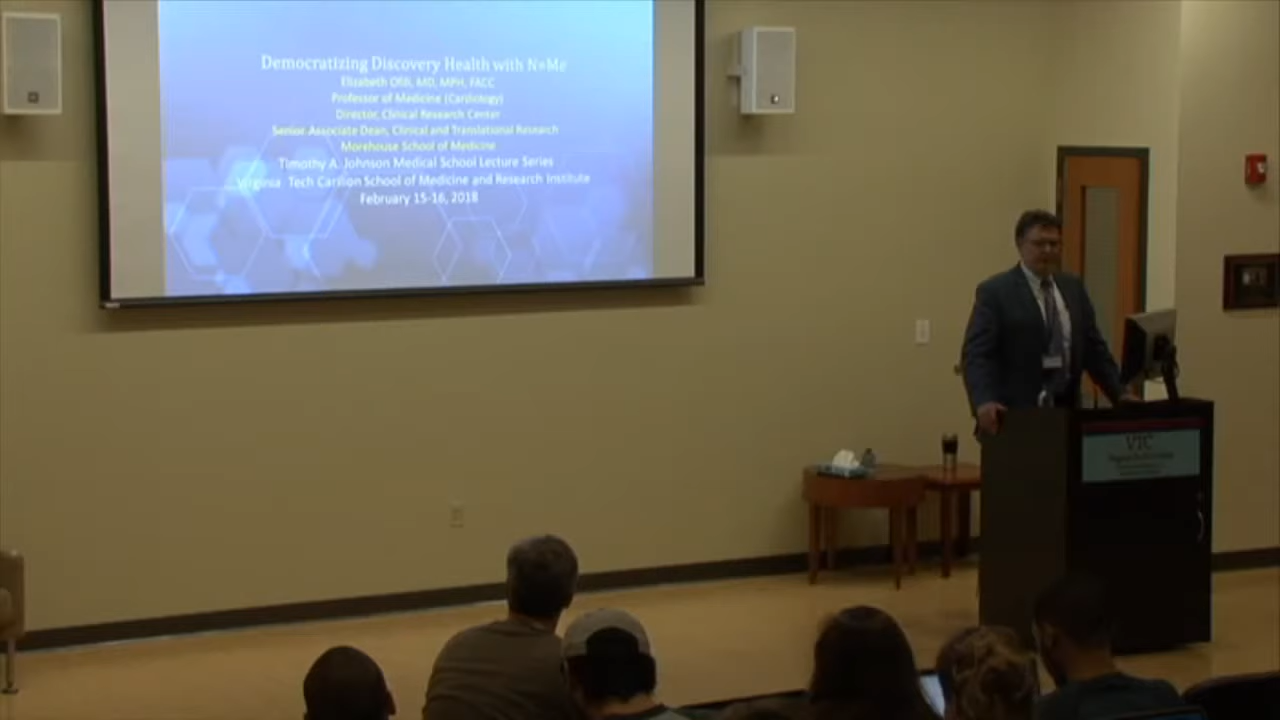 Democratizing Discovery Health with N=Me
Elizabeth Ofili, MD, MPH, FACC
Professor of Medicine (Cardiology)
Director, Clinical Research Center
Senior Associate Dean, Clinical and Translational Research
Morehouse School of Medicine
Timothy A. Johnson Medical School Lecture Series
Virginia Tech Carilion School of Medicine and Research Institute
February 15-16, 2018
VTC